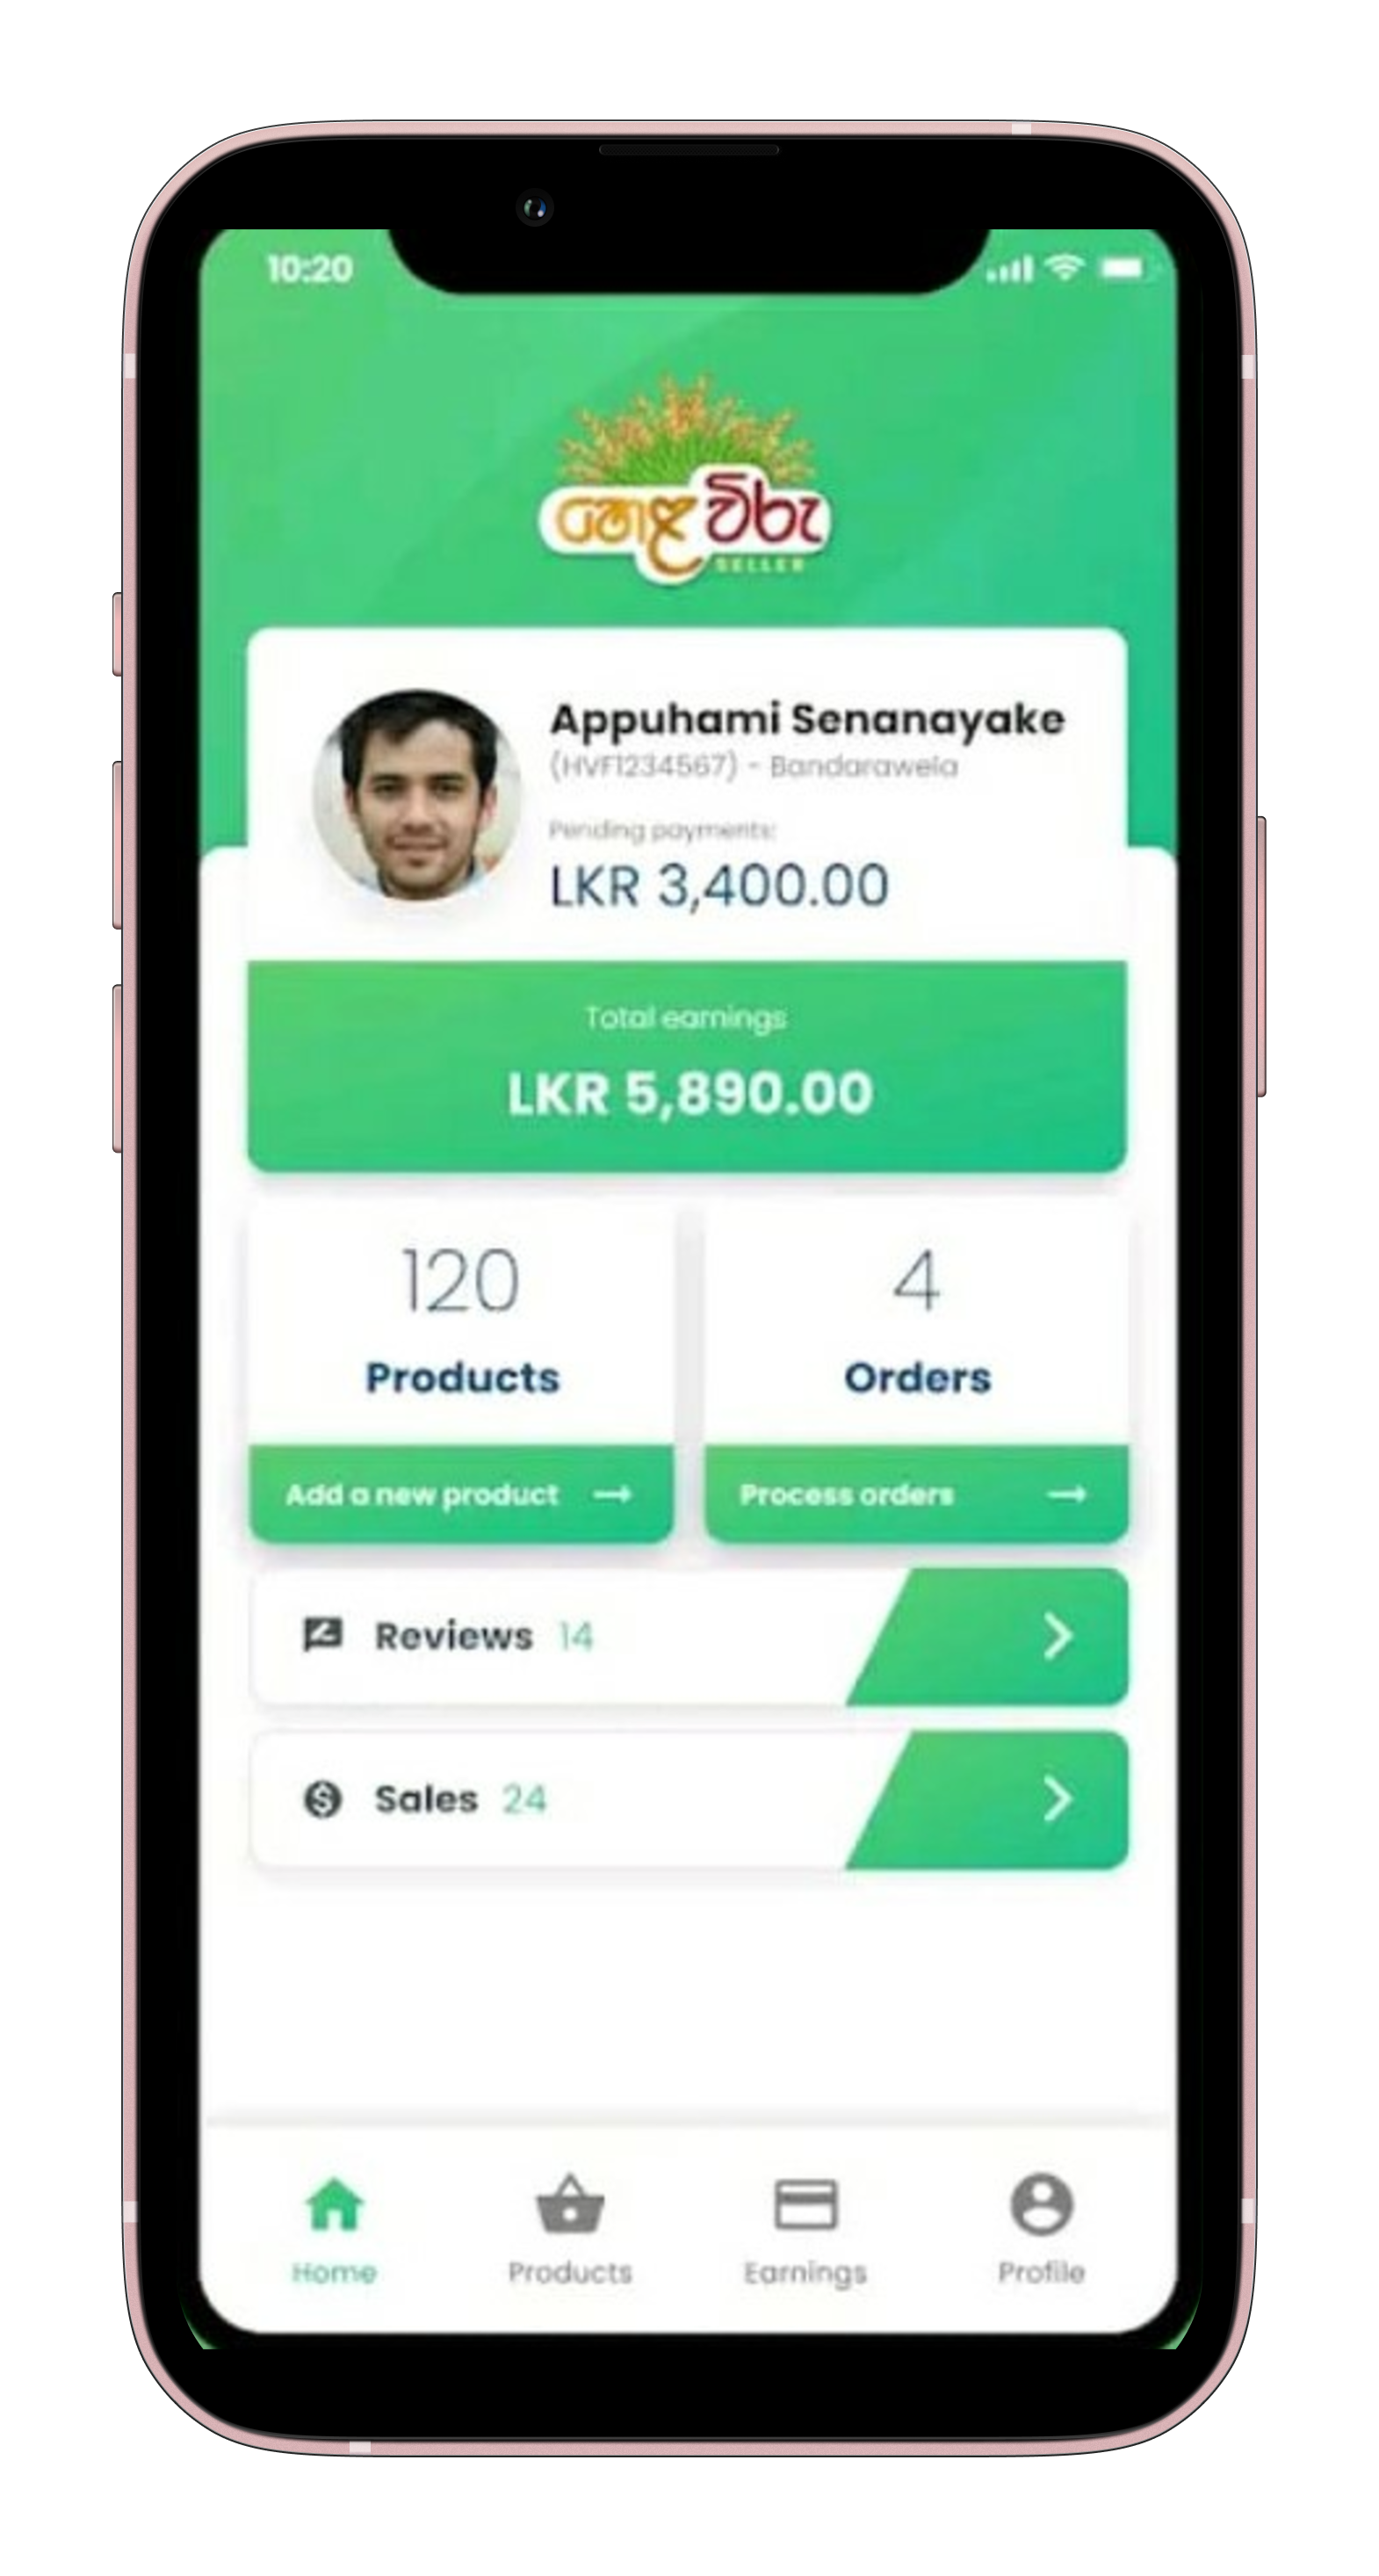 10:20
හෙළ විරු
SELLER
Appuhami Senanayake
(HVF1234567) - Bandarawela
Pending payments:
LKR 3,400.00
Total earnings
LKR 5,890.00
120
4
Products
Orders
Add a new product →
Process orders →
Reviews 14
Sales 24
Home
Products
Earnings
Profile